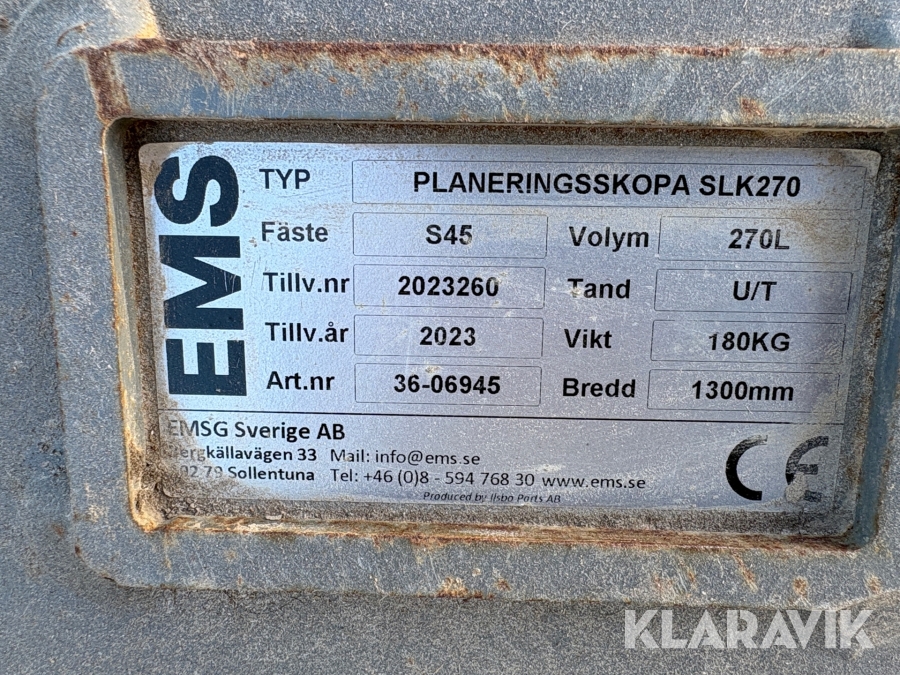 EMS
TYP PLANERINGSSKOPA SLK270
Fäste S45 Volym 270L
Tillv.nr 2023260 Tand U/T
Tillv.år 2023 Vikt 180KG
Art.nr 36-06945 Bredd 1300mm
EMSG Sverige AB
33 Mail: info@ems.se
Sollentuna Tel: +46 (0)8 - 594 768 30 www.ems.se
Produced by Ilsbo Parts AB
CE
KLARAVIK